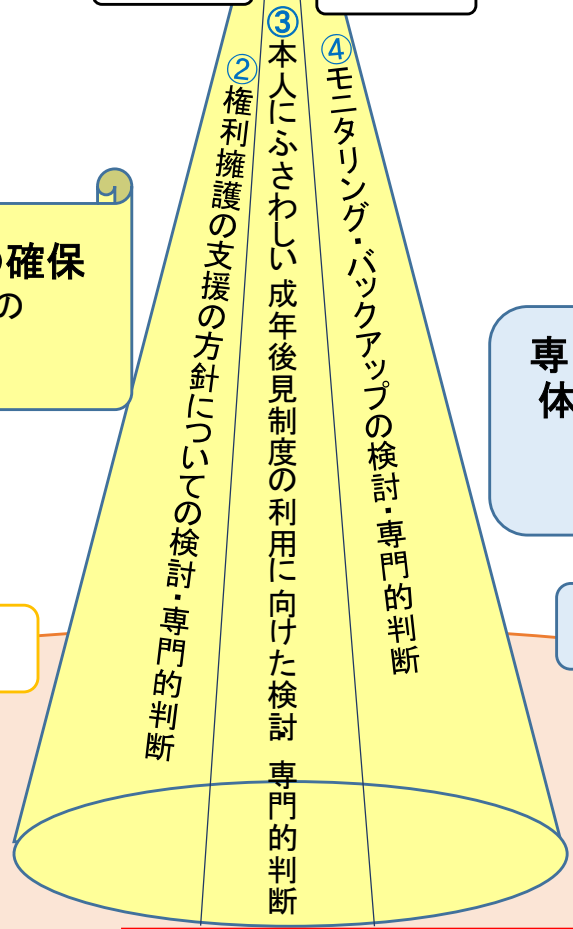 ②権利擁護の支援の方針についての検討・専門的判断
③本人にふさわしい成年後見制度の利用に向けた検討・専門的判断
④モニタリング・バックアップの検討・専門的判断
確保
の
専
体